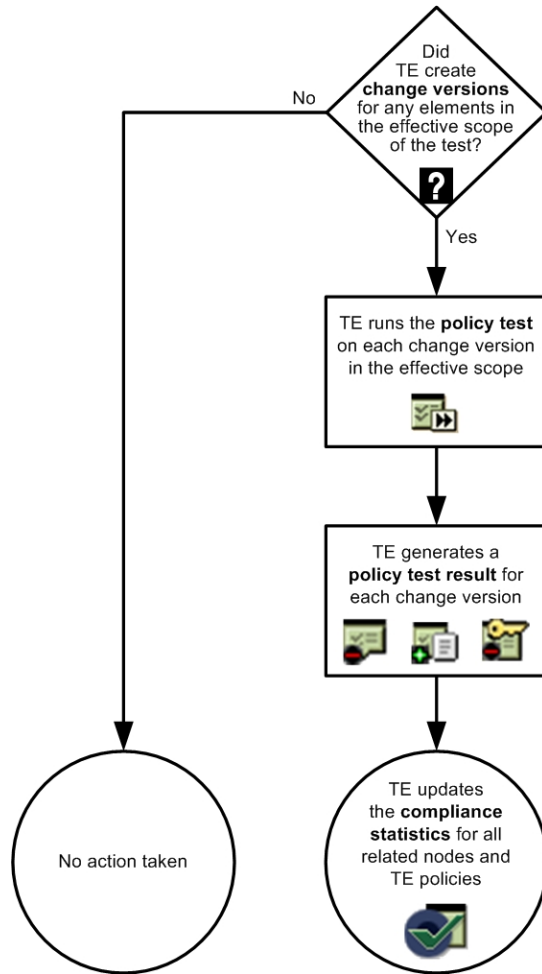 Did
TE create
change versions
for any elements in
the effective scope
of the test?
?
No
Yes
TE runs the policy test
on each change version
in the effective scope
TE generates a
policy test result for
each change version
No action taken
TE updates
the compliance
statistics for all
related nodes and
TE policies